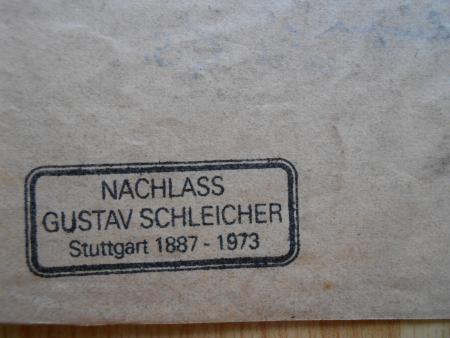 NACHLASS
GUSTAV SCHLEICHER
Stuttgart 1887 - 1973